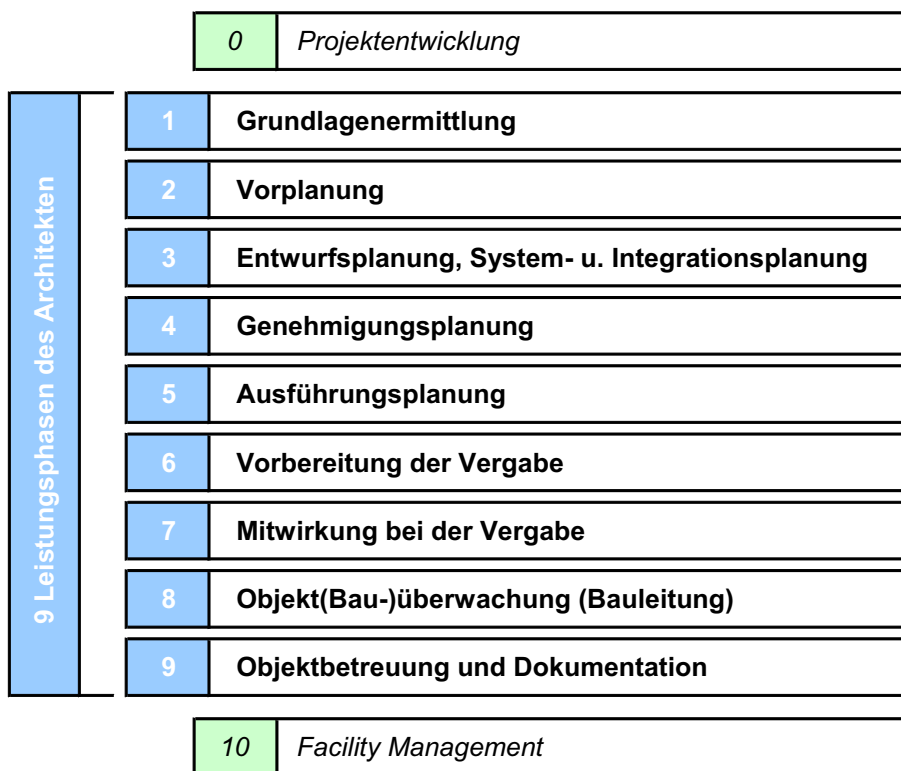 0 Projektentwicklung
9 Leistungsphasen des Architekten
1 Grundlagenermittlung
2 Vorplanung
3 Entwurfsplanung, System- u. Integrationsplanung
4 Genehmigungsplanung
5 Ausführungsplanung
6 Vorbereitung der Vergabe
7 Mitwirkung bei der Vergabe
8 Objekt(Bau-)überwachung (Bauleitung)
9 Objektbetreuung und Dokumentation
10 Facility Management